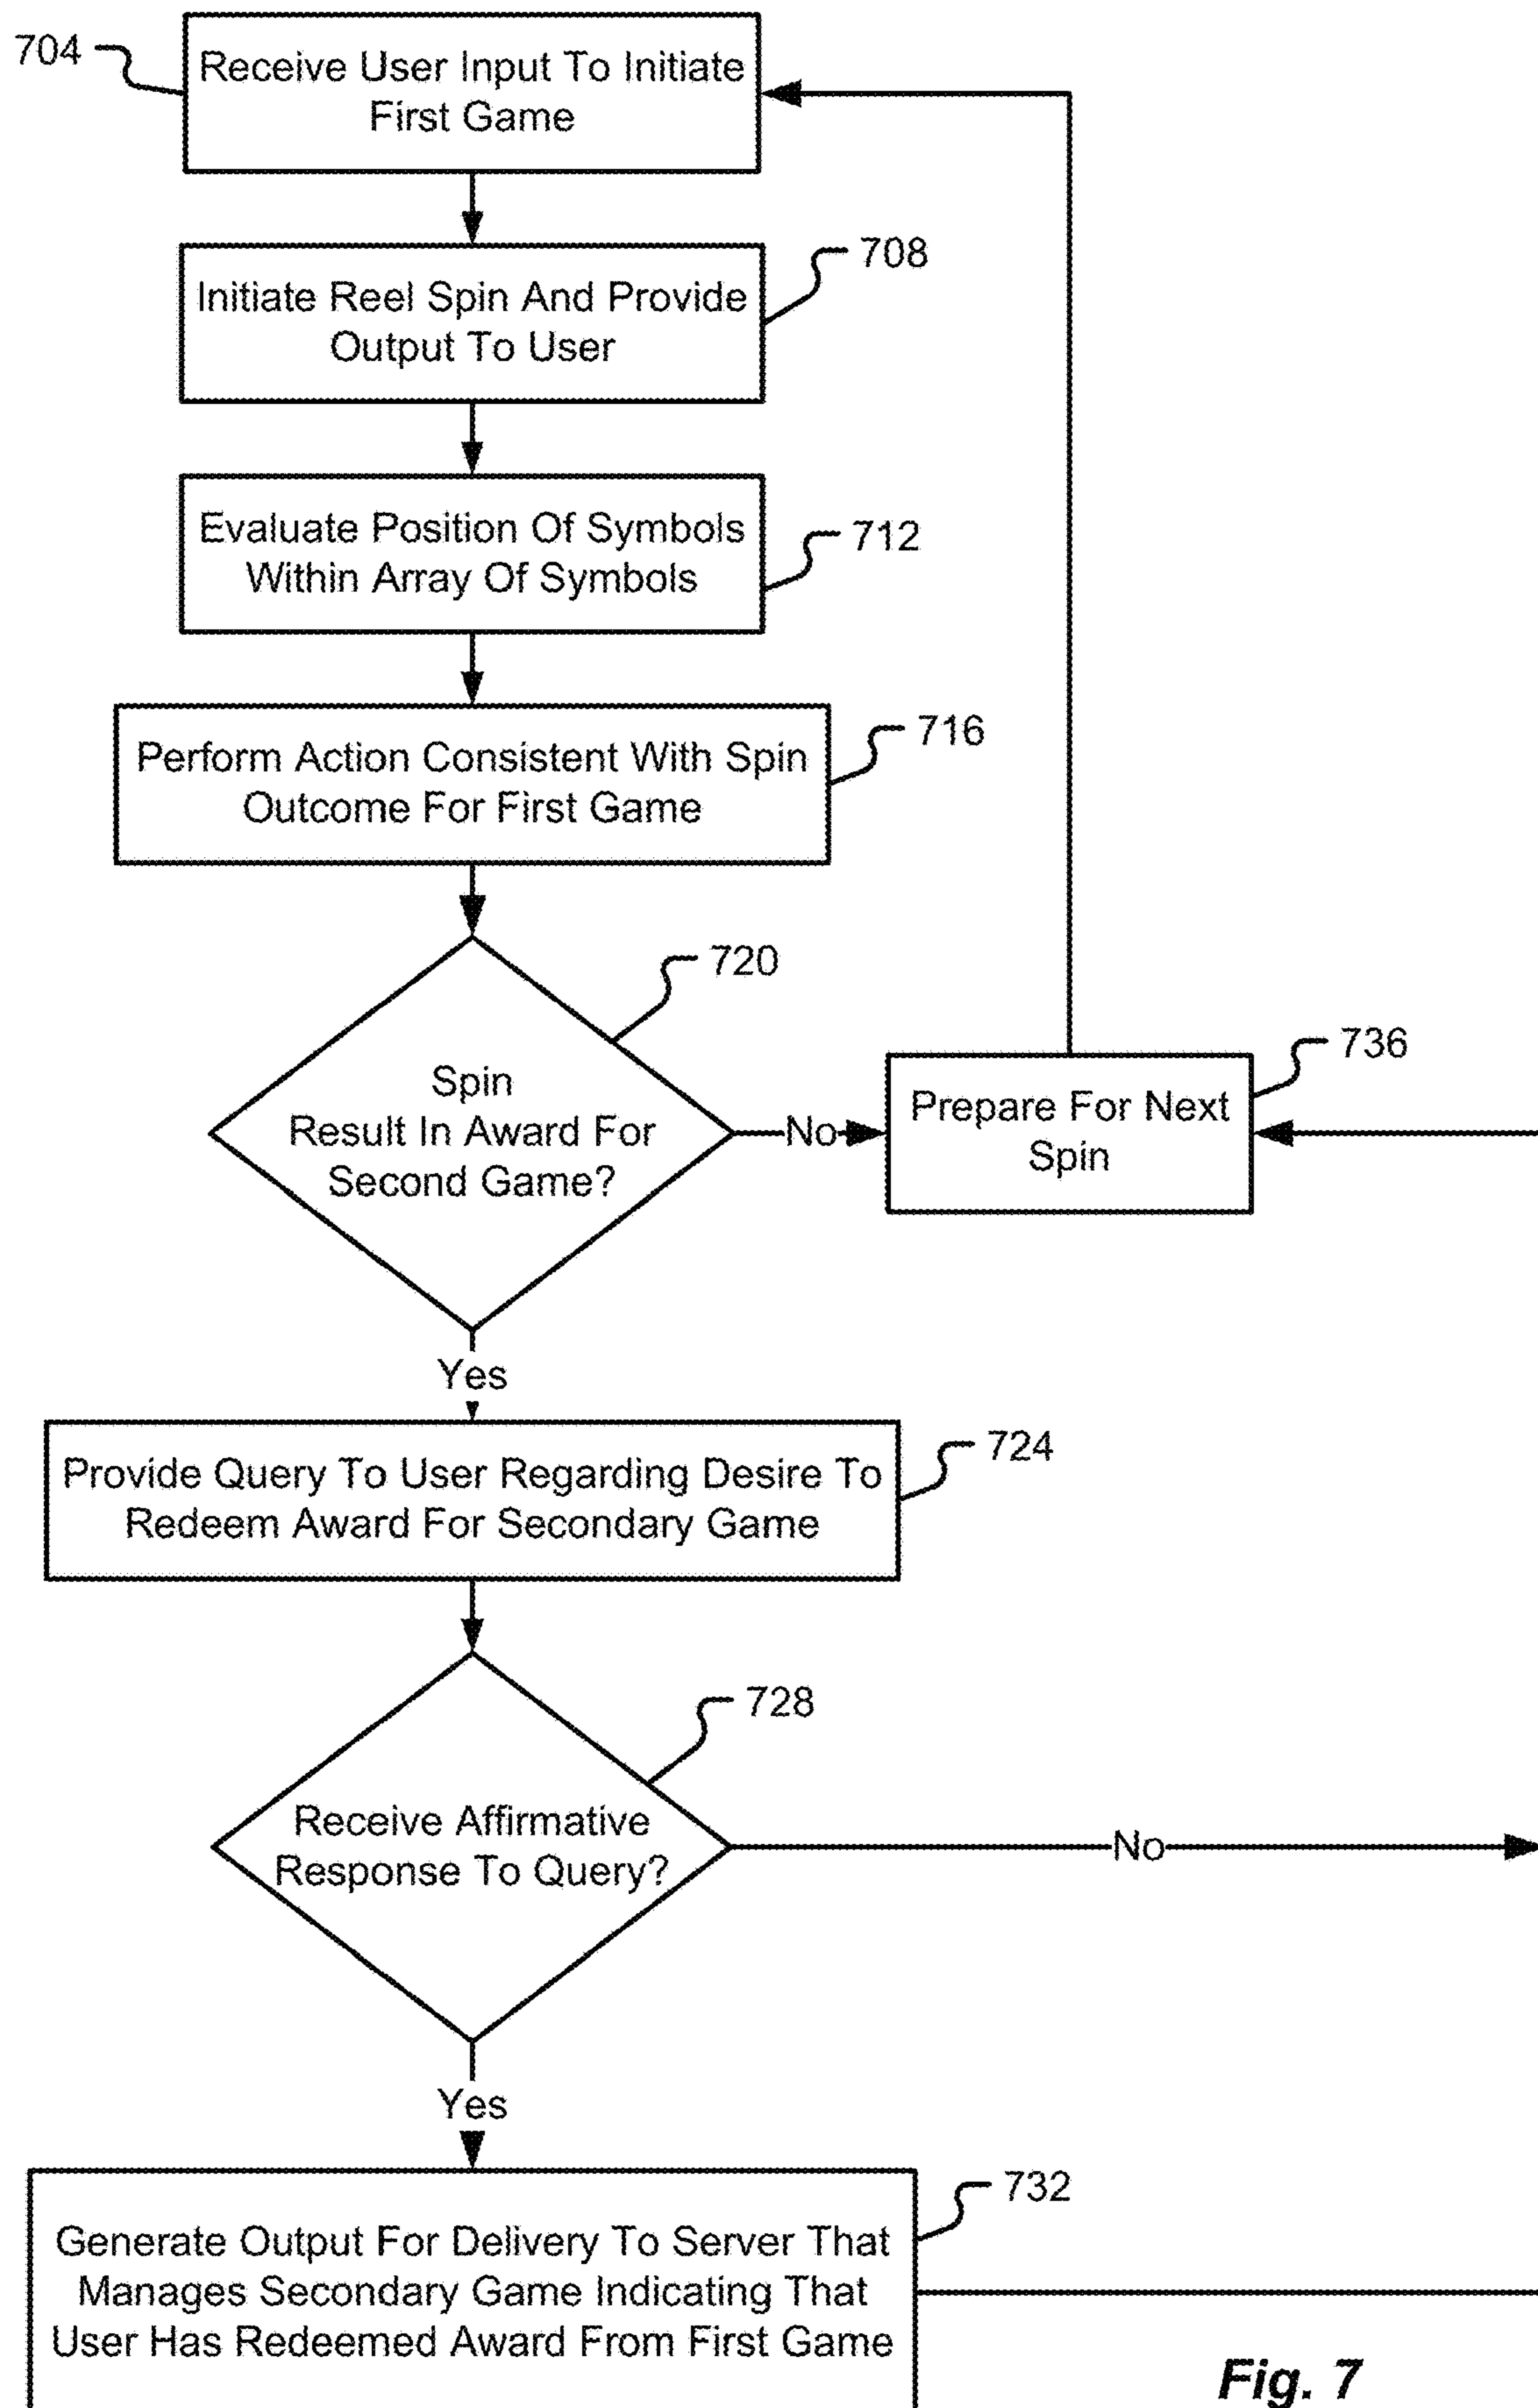 704
Receive User Input To Initiate
First Game
708
Initiate Reel Spin And Provide
Output To User
Evaluate Position Of Symbols
Within Array Of Symbols
712
Perform Action Consistent With Spin
Outcome For First Game
716
720
Spin
Result In Award For
Second Game?
No
736
Prepare For Next
Spin
Yes
724
Provide Query To User Regarding Desire To
Redeem Award For Secondary Game
728
Receive Affirmative
Response To Query?
No
Yes
732
Generate Output For Delivery To Server That
Manages Secondary Game Indicating That
User Has Redeemed Award From First Game
Fig. 7